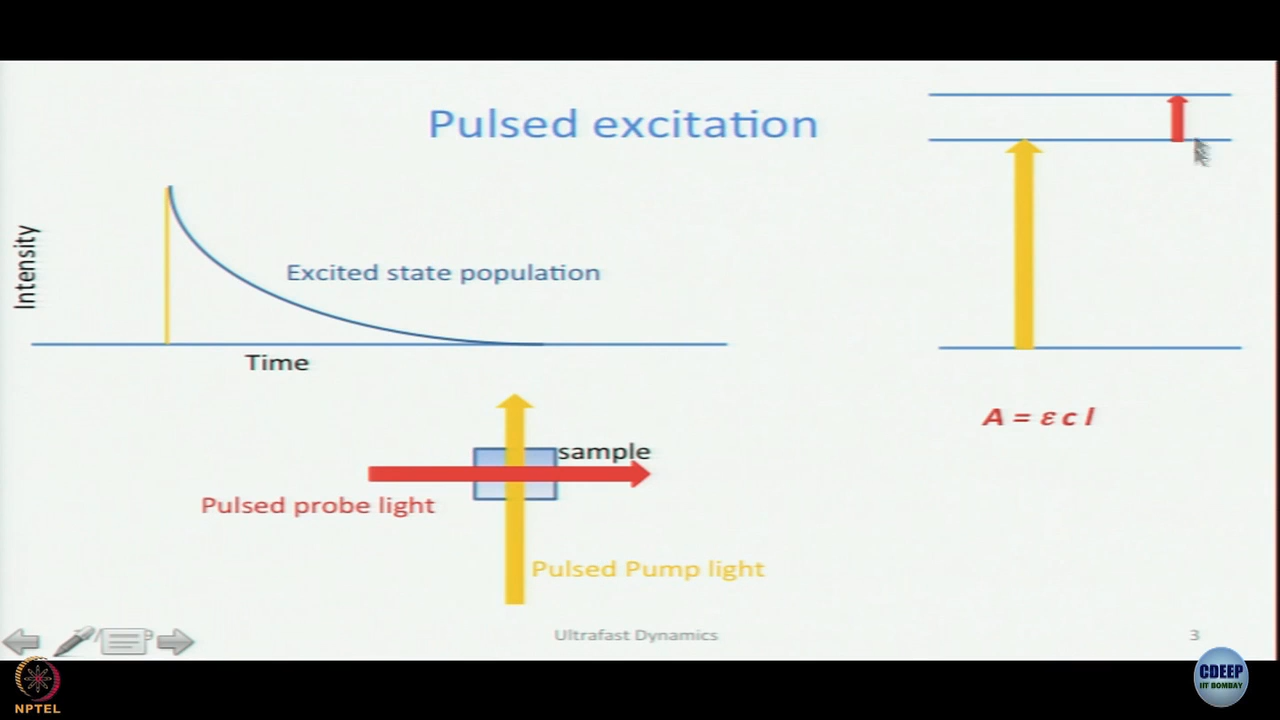 Pulsed excitation
Intensity
Excited state population
Time
A = ε c l
sample
Pulsed probe light
Pulsed Pump light
Ultrafast Dynamics
3
NPTEL
CDEEP
IIT BOMBAY